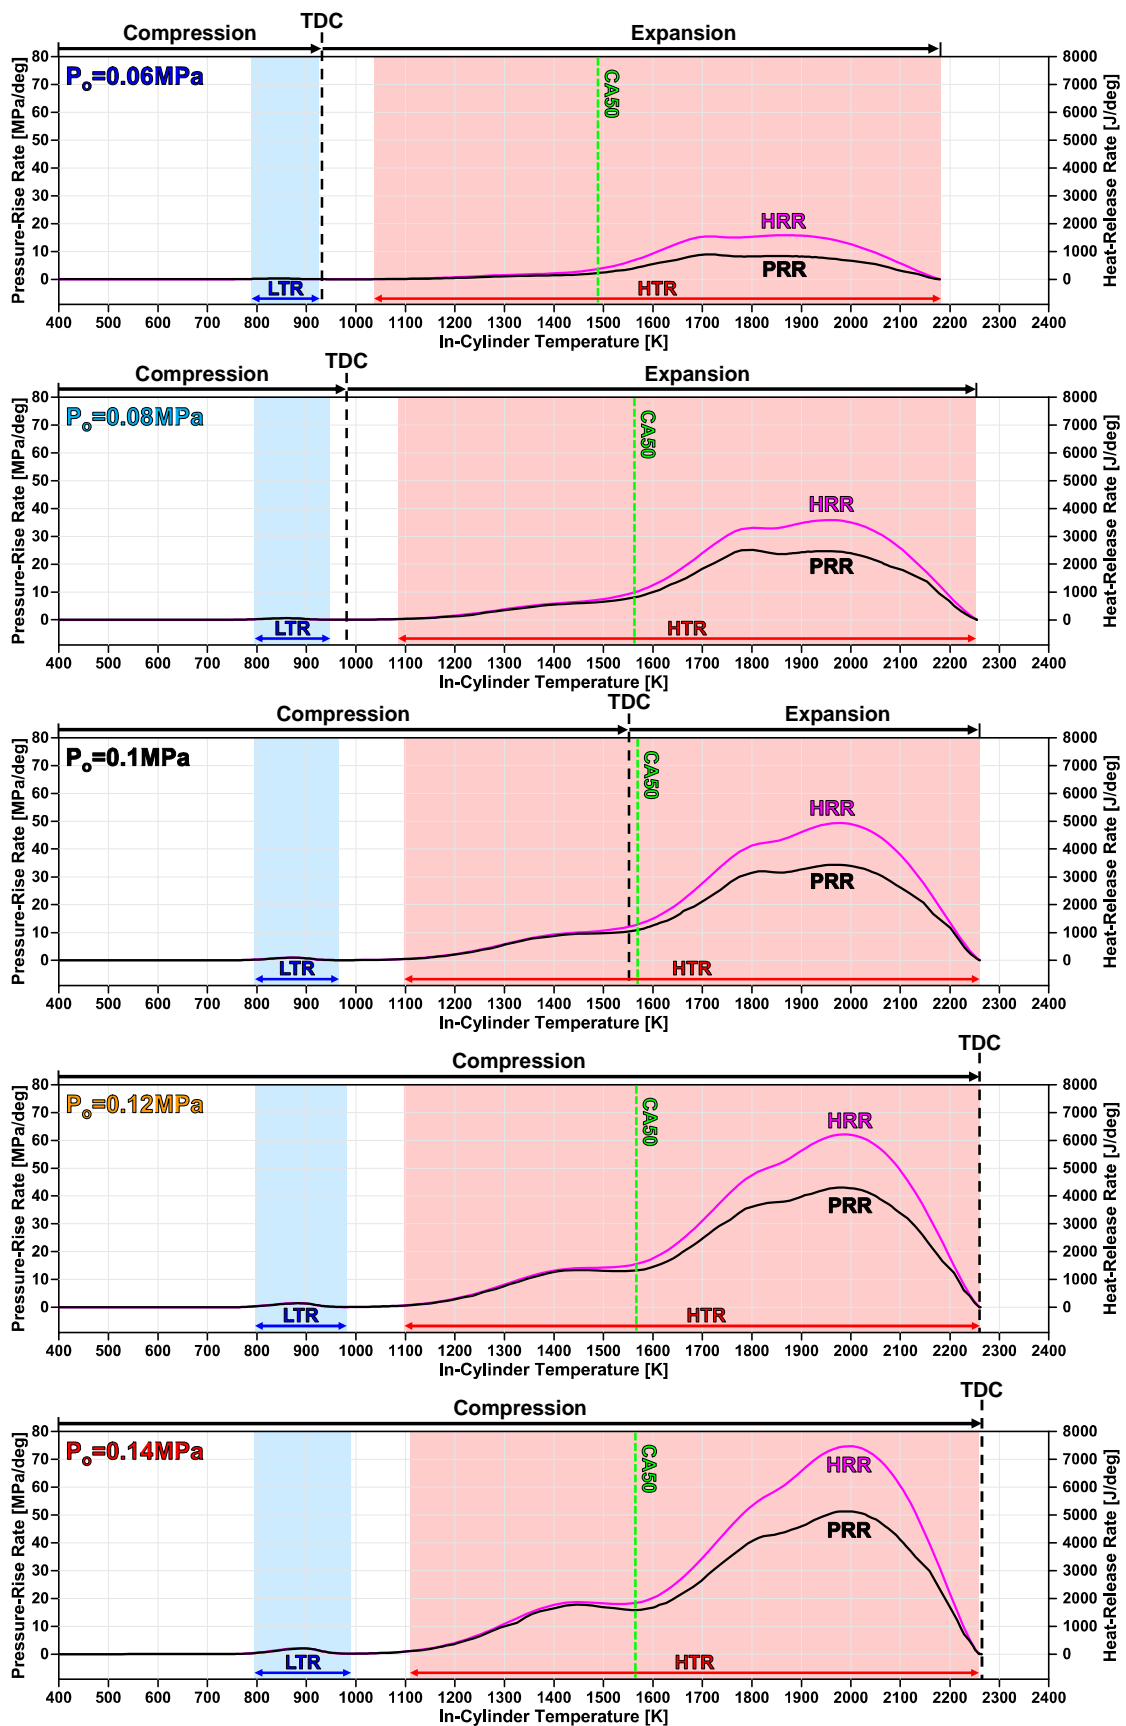 TDC
Compression Expansion
Pressure-Rise Rate [MPa/deg]
Heat-Release Rate [J/deg]
80 8000
P₀=0.06MPa
CA50
70 7000
60 6000
50 5000
40 4000
30 3000
20 2000
HRR
10 1000
PRR
0 0
LTR HTR
400 500 600 700 800 900 1000 1100 1200 1300 1400 1500 1600 1700 1800 1900 2000 2100 2200 2300 2400
In-Cylinder Temperature [K]
TDC
Compression Expansion
Pressure-Rise Rate [MPa/deg]
Heat-Release Rate [J/deg]
80 8000
P₀=0.08MPa
CA50
70 7000
60 6000
50 5000
40 4000
HRR
30 3000
20 2000
PRR
10 1000
0 0
LTR HTR
400 500 600 700 800 900 1000 1100 1200 1300 1400 1500 1600 1700 1800 1900 2000 2100 2200 2300 2400
In-Cylinder Temperature [K]
TDC
Compression Expansion
Pressure-Rise Rate [MPa/deg]
Heat-Release Rate [J/deg]
80 8000
P₀=0.1MPa
CA50
70 7000
60 6000
HRR
50 5000
40 4000
30 3000
PRR
20 2000
10 1000
0 0
LTR HTR
400 500 600 700 800 900 1000 1100 1200 1300 1400 1500 1600 1700 1800 1900 2000 2100 2200 2300 2400
In-Cylinder Temperature [K]
TDC
Compression
Pressure-Rise Rate [MPa/deg]
Heat-Release Rate [J/deg]
80 8000
P₀=0.12MPa
CA50
70 7000
HRR
60 6000
50 5000
40 4000
PRR
30 3000
20 2000
10 1000
0 0
LTR HTR
400 500 600 700 800 900 1000 1100 1200 1300 1400 1500 1600 1700 1800 1900 2000 2100 2200 2300 2400
In-Cylinder Temperature [K]
TDC
Compression
Pressure-Rise Rate [MPa/deg]
Heat-Release Rate [J/deg]
80 8000
P₀=0.14MPa
CA50
70 7000
HRR
60 6000
50 5000
PRR
40 4000
30 3000
20 2000
10 1000
0 0
LTR HTR
400 500 600 700 800 900 1000 1100 1200 1300 1400 1500 1600 1700 1800 1900 2000 2100 2200 2300 2400
In-Cylinder Temperature [K]